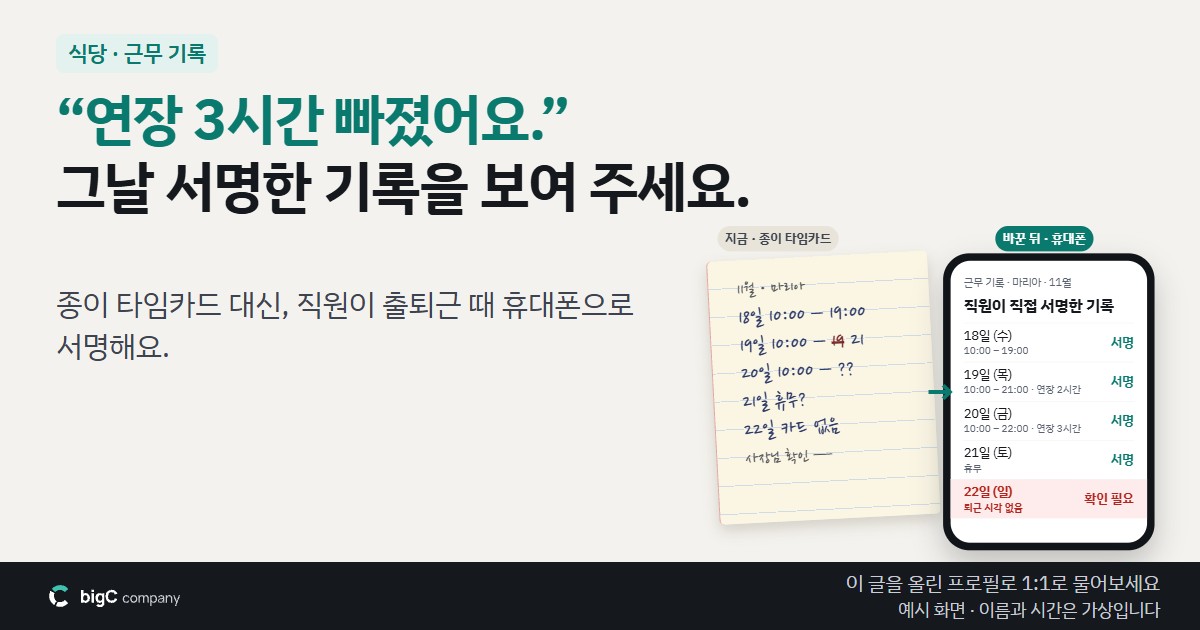 식당 · 근무 기록
“연장 3시간 빠졌어요.”
그날 서명한 기록을 보여 주세요.
종이 타임카드 대신, 직원이 출퇴근 때 휴대폰으로
서명해요.
지금 · 종이 타임카드
11월 · 마리아
18일 10:00 — 19:00
19일 10:00 — 19 21
20일 10:00 — ??
21일 휴무?
22일 카드 없음
사장님 확인 —
바꾼 뒤 · 휴대폰
근무 기록 · 마리아 · 11월
직원이 직접 서명한 기록
18일 (수)
10:00 – 19:00
서명
19일 (목)
10:00 – 21:00 · 연장 2시간
서명
20일 (금)
10:00 – 22:00 · 연장 3시간
서명
21일 (토)
휴무
서명
22일 (일)
퇴근 시각 없음
확인 필요
bigC company
이 글을 올린 프로필로 1:1로 물어보세요
예시 화면 · 이름과 시간은 가상입니다